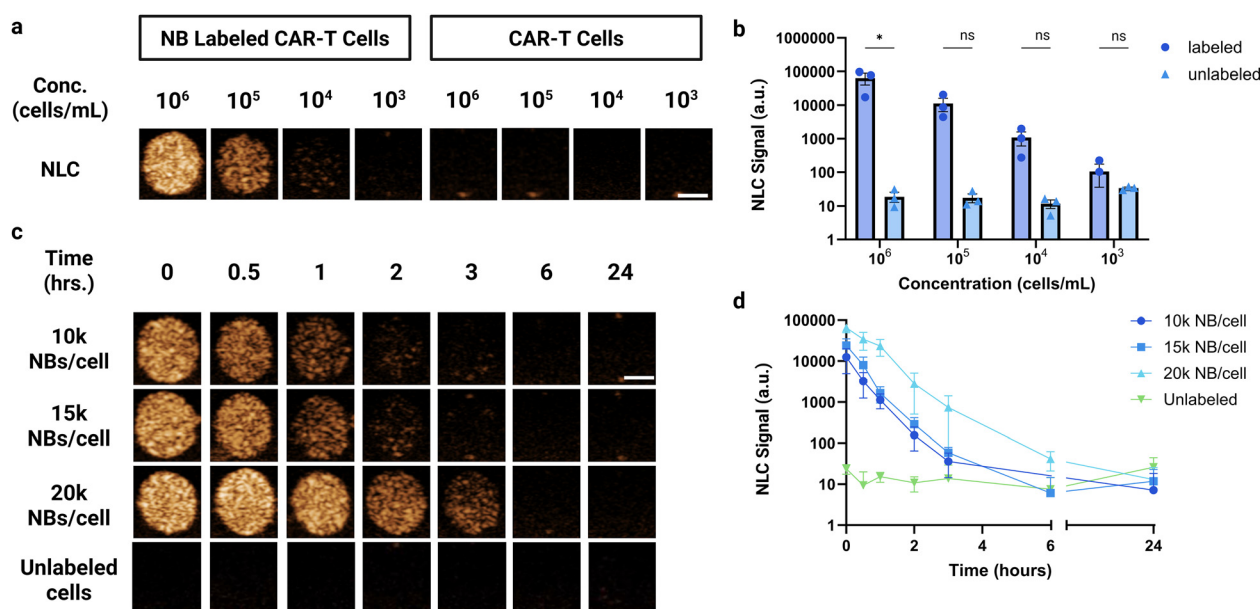 a
NB Labeled CAR-T Cells
CAR-T Cells
Conc.
(cells/mL)
10⁶ 10⁵ 10⁴ 10³ 10⁶ 10⁵ 10⁴ 10³
NLC
b
NLC Signal (a.u.)
1000000
100000
10000
1000
100
10
1
* ns ns ns
10⁶ 10⁵ 10⁴ 10³
Concentration (cells/mL)
labeled
unlabeled
c
Time
(hrs.)
0 0.5 1 2 3 6 24
10k
NBs/cell
15k
NBs/cell
20k
NBs/cell
Unlabeled
cells
d
NLC Signal (a.u.)
100000
10000
1000
100
10
1
0 2 4 6 24
Time (hours)
10k NB/cell
15k NB/cell
20k NB/cell
Unlabeled